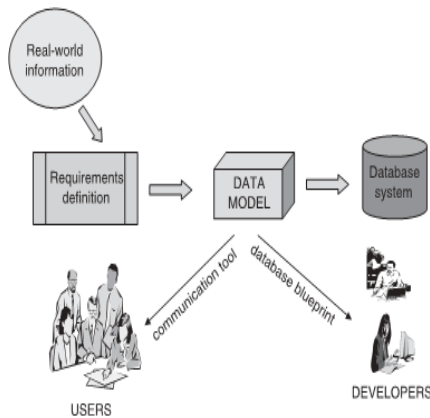 Real-world
information
Requirements
definition
DATA
MODEL
Database
system
communication tool
database blueprint
USERS
DEVELOPERS